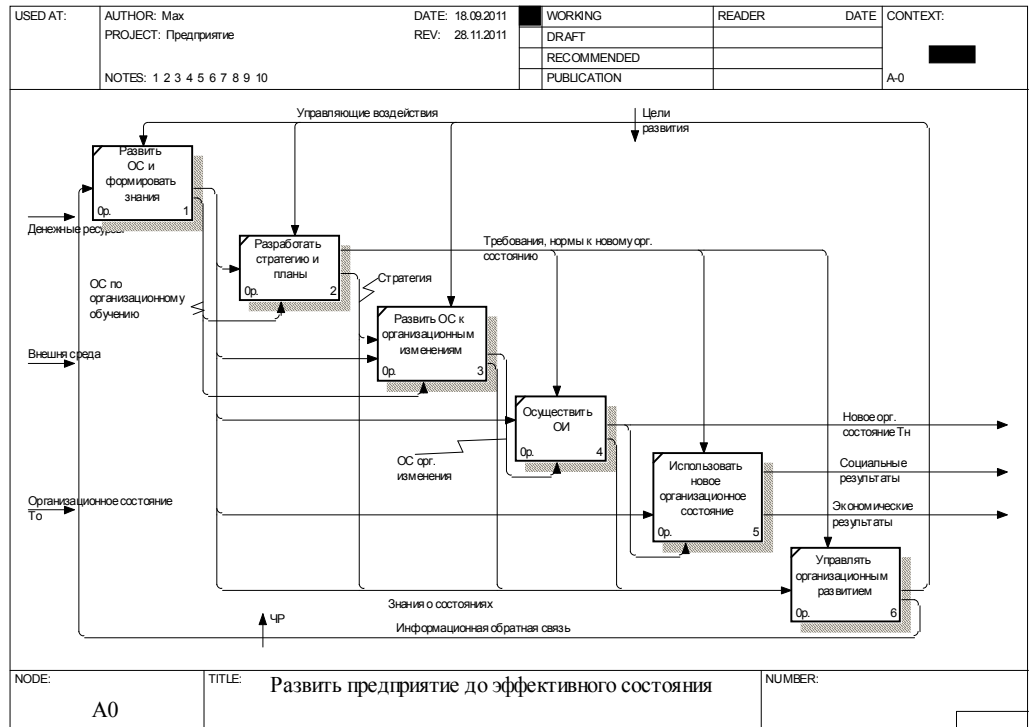 USED AT:
AUTHOR: Max
DATE: 18.09.2011
PROJECT: Предприятие
REV: 28.11.2011
NOTES: 1 2 3 4 5 6 7 8 9 10
WORKING
DRAFT
RECOMMENDED
PUBLICATION
READER
DATE
CONTEXT:
A-0
Управляющие воздействия
Цели
развития
Развить
ОС и
формировать
знания
0р.
1
Денежные ресурсы
Разработать
стратегию и
планы
0р.
2
Требования, нормы к новому орг.
состоянию
Стратегия
ОС по
организационному
обучению
Развить ОС к
организационным
изменениям
0р.
3
Внешня среда
Осуществить
ОИ
0р.
4
Новое орг.
состояние Тн
ОС орг.
изменения
Использовать
новое
организационное
состояние
0р.
5
Социальные
результаты
Организационное состояние
То
Экономические
результаты
Управлять
организационным
развитием
0р.
6
Знания о состояниях
ЧР
Информационная обратная связь
NODE:
A0
TITLE:
Развить предприятие до эффективного состояния
NUMBER: